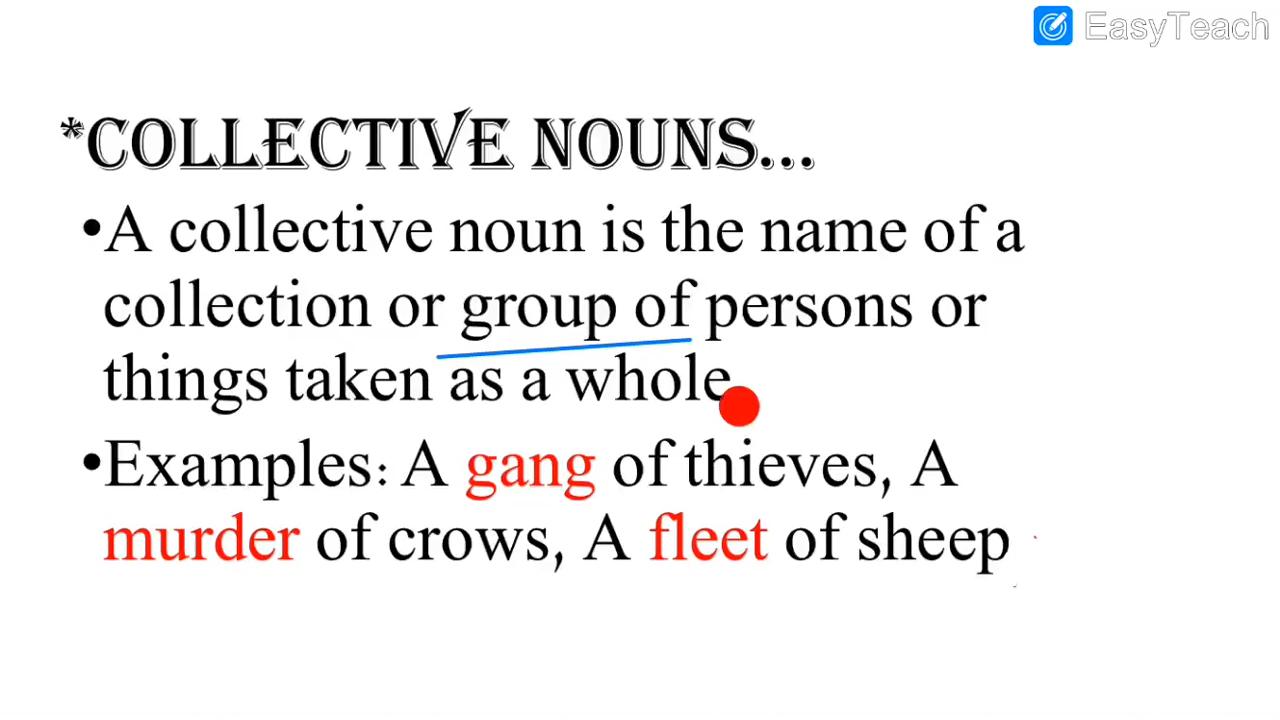 EasyTeach
*COLLECTIVE NOUNS...
•A collective noun is the name of a
collection or group of persons or
things taken as a whole
•Examples: A gang of thieves, A
murder of crows, A fleet of sheep